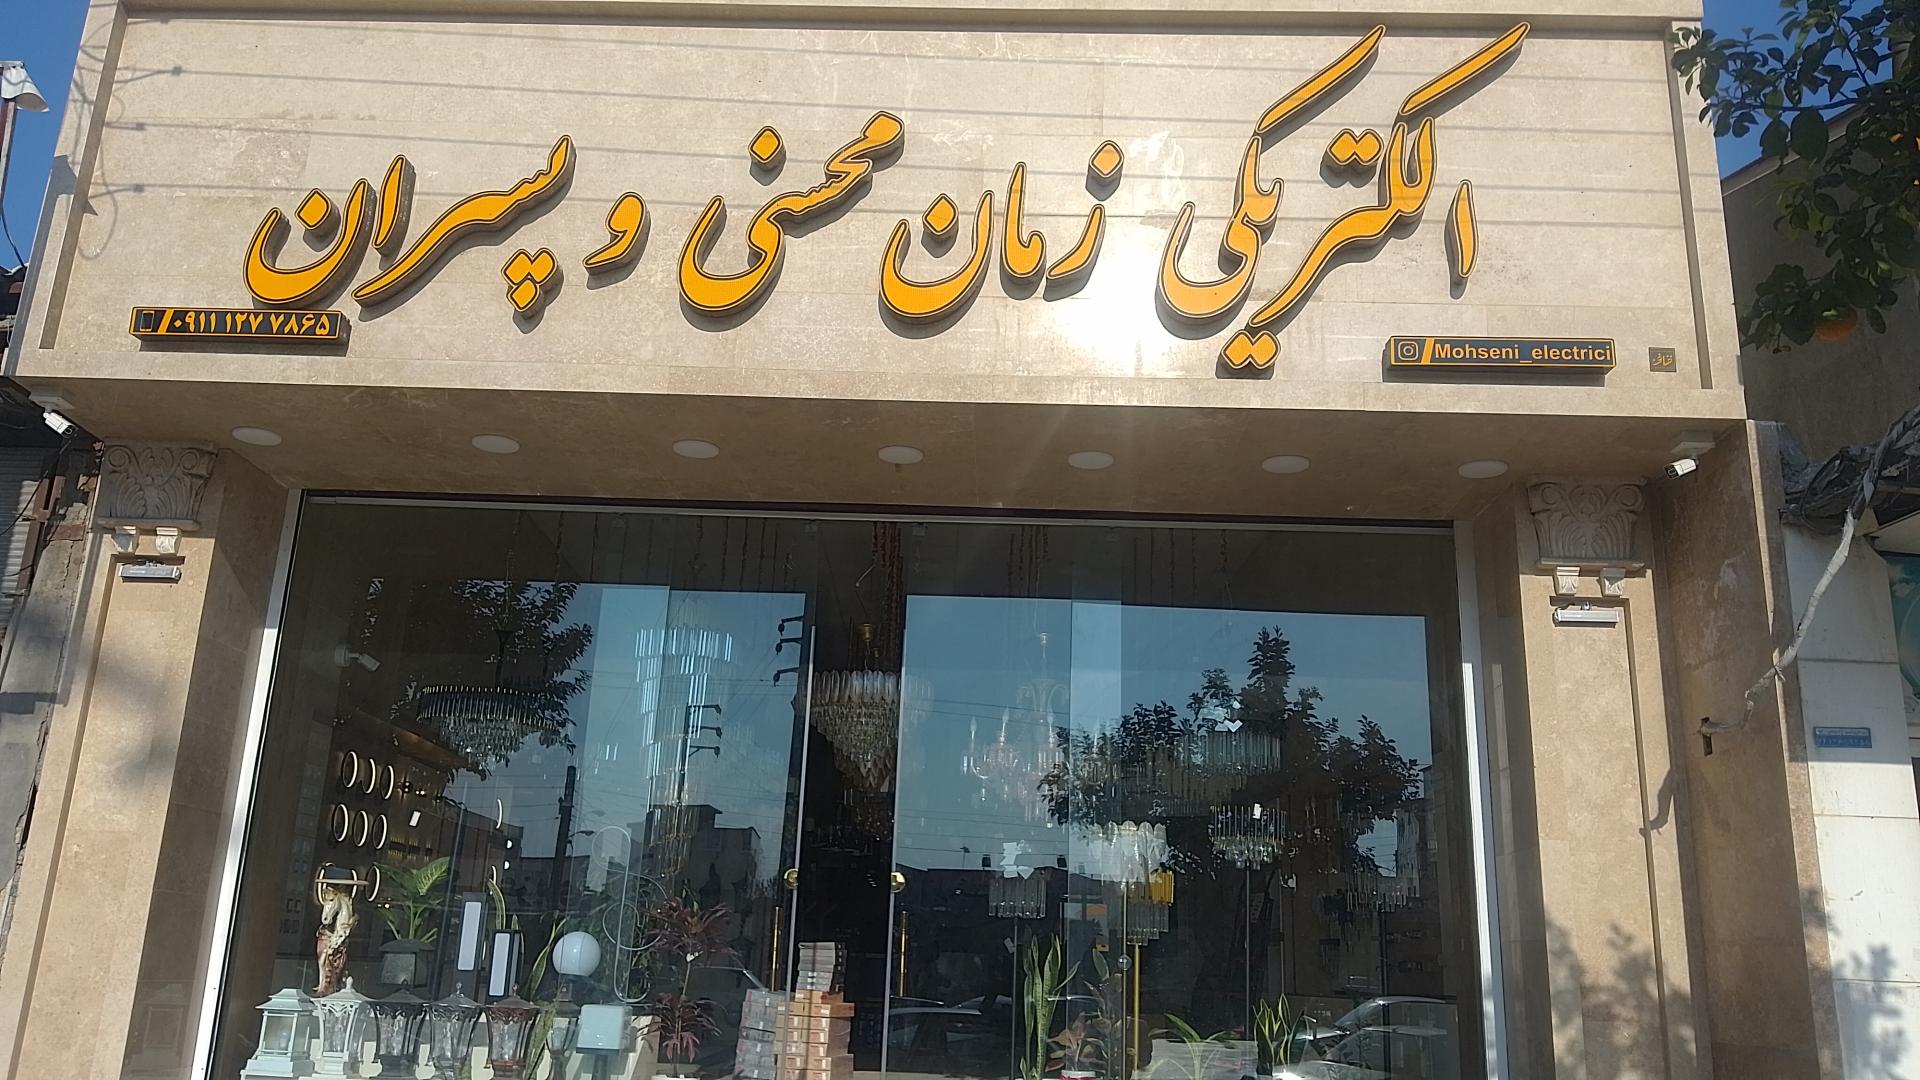 الکتریکی زمان محسنی و پسران
۰۹۱۱ ۱۲۷ ۷۸۶۵
Mohseni_electrici